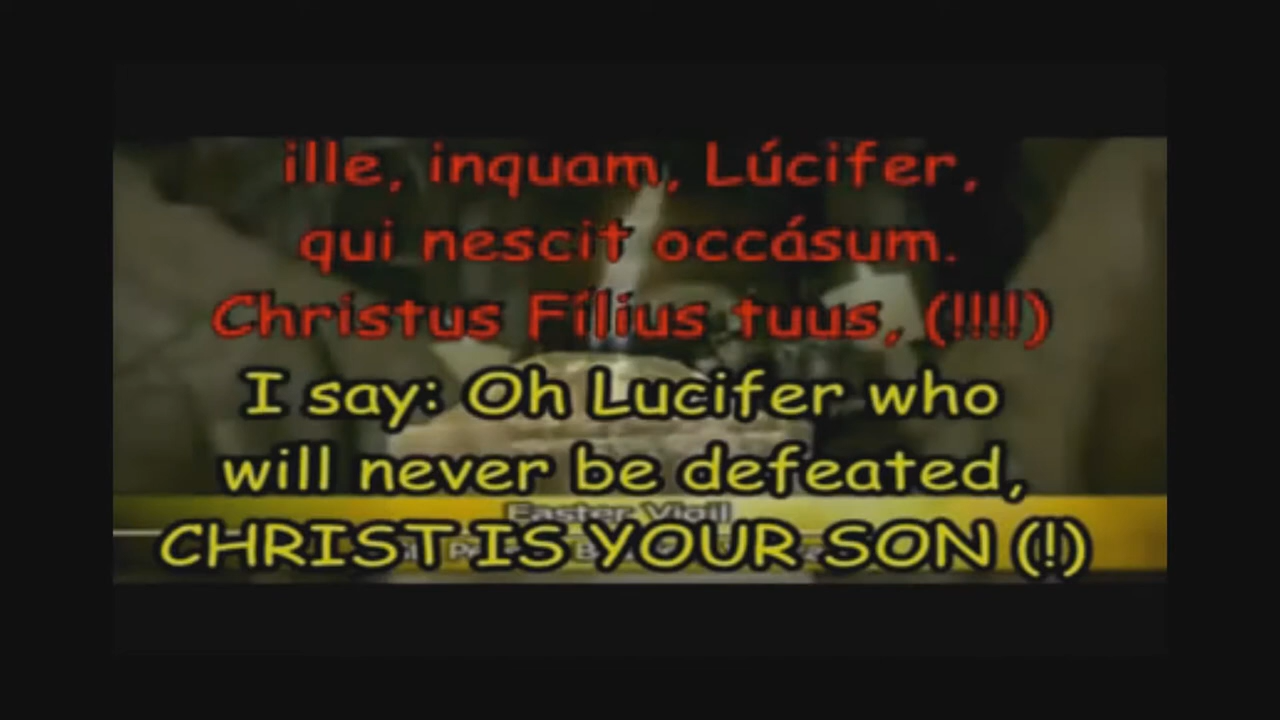 ille, inquam, Lúcifer,
qui nescit occásum.
Christus Fílius tuus, (!!!!)
I say: Oh Lucifer who
will never be defeated,
Easter Vigil
CHRIST IS YOUR SON (!)